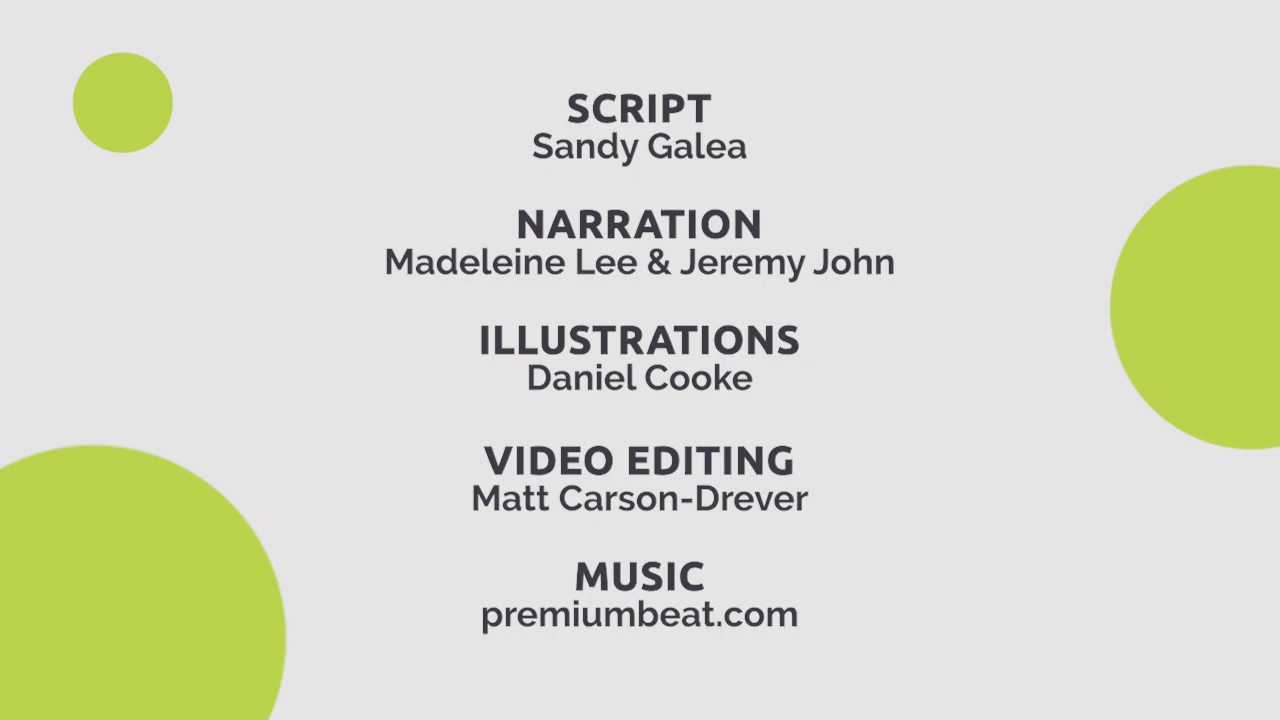 SCRIPT
Sandy Galea
NARRATION
Madeleine Lee & Jeremy John
ILLUSTRATIONS
Daniel Cooke
VIDEO EDITING
Matt Carson-Drever
MUSIC
premiumbeat.com